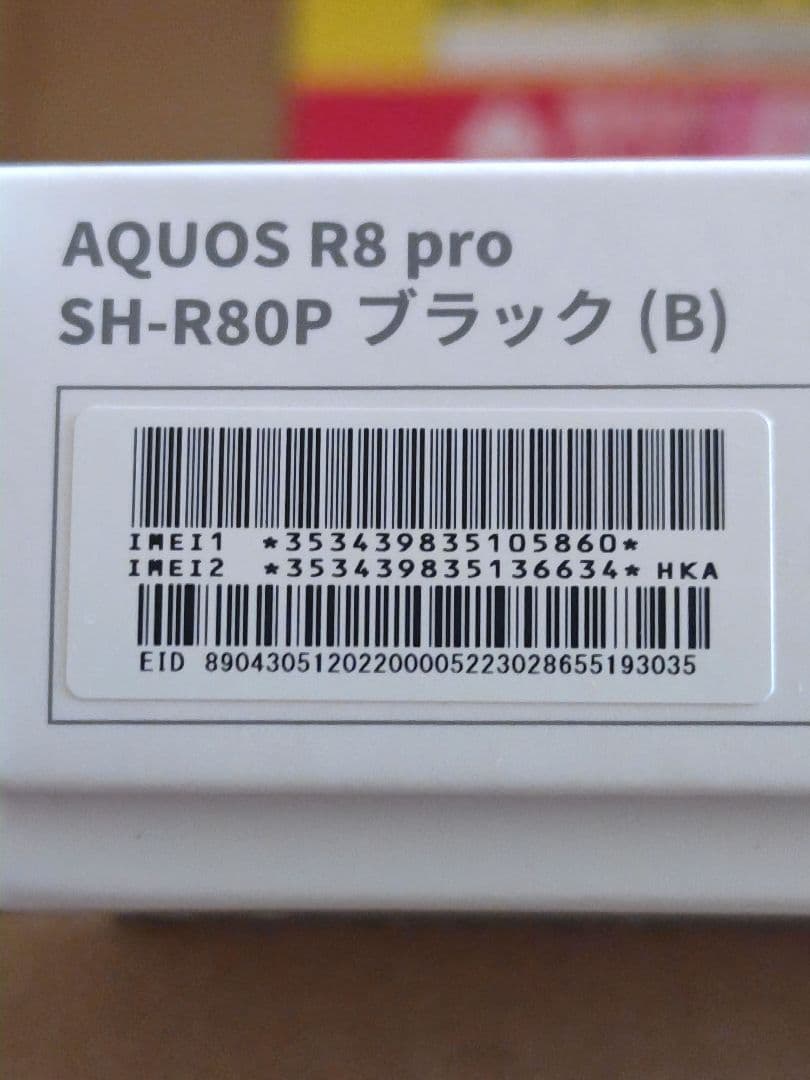 AQUOS R8 pro
SH-R80P ブラック (B)
IMEI1 *353439835105860*
IMEI2 *353439835136634* HKA
EID 89043051202200005223028655193035